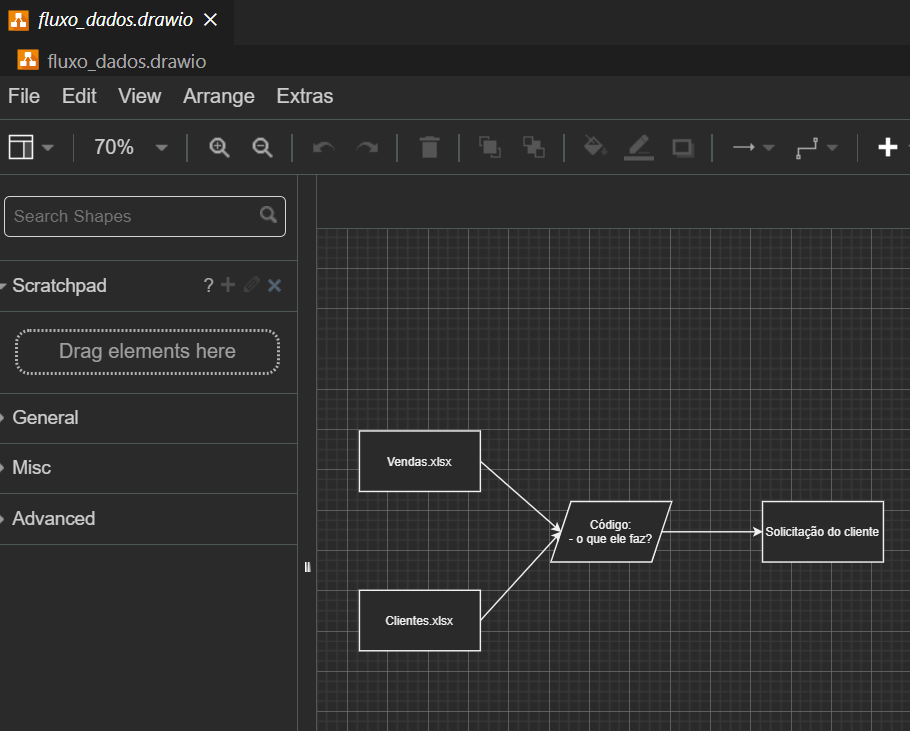 fluxo_dados.drawio
fluxo_dados.drawio
File Edit View Arrange Extras
70%
Search Shapes
Scratchpad ?
Drag elements here
General
Misc
Advanced
Vendas.xlsx
Código:
- o que ele faz?
Solicitação do cliente
Clientes.xlsx